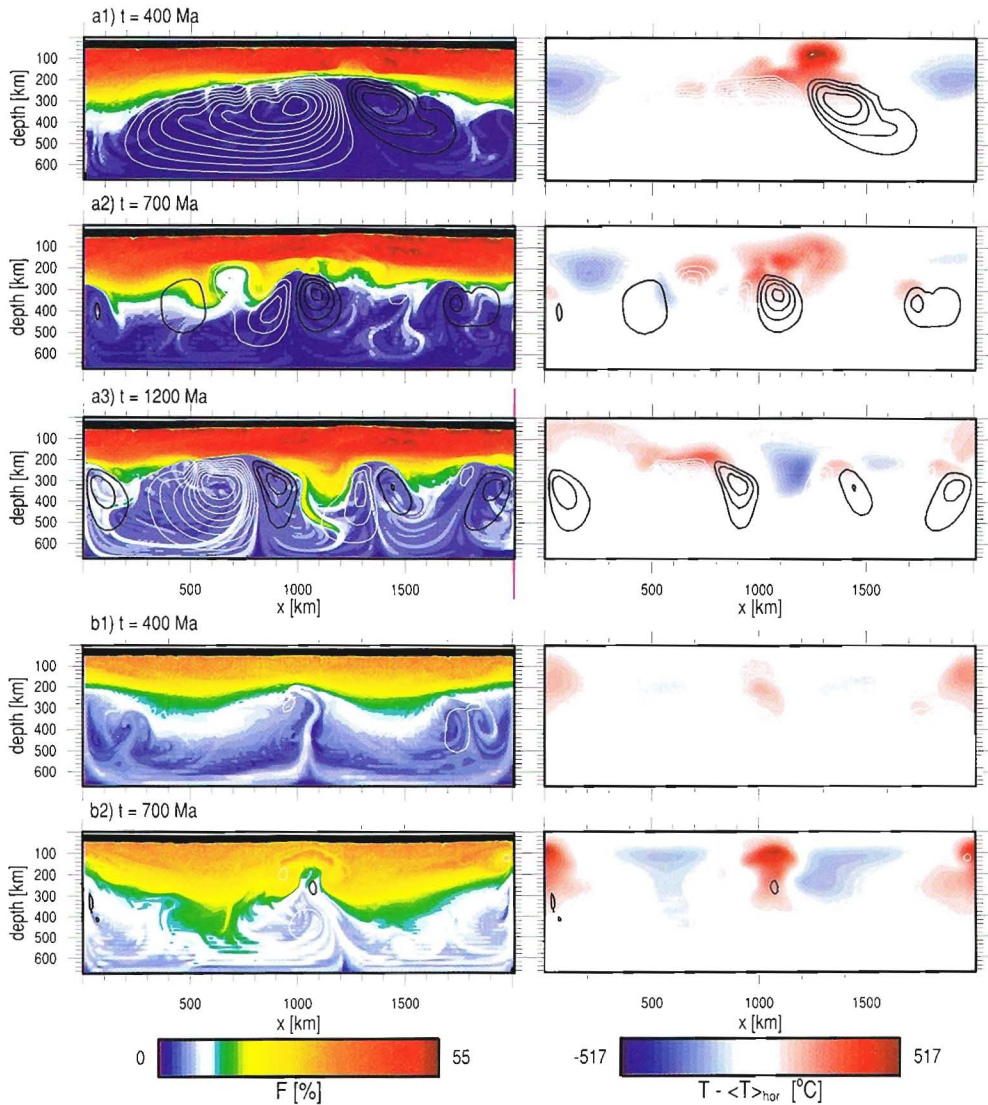 a1) t = 400 Ma
depth [km]
100
200
300
400
500
600
a2) t = 700 Ma
depth [km]
100
200
300
400
500
600
a3) t = 1200 Ma
depth [km]
100
200
300
400
500
600
500 1000 1500
x [km]
500 1000 1500
x [km]
b1) t = 400 Ma
depth [km]
100
200
300
400
500
600
b2) t = 700 Ma
depth [km]
100
200
300
400
500
600
500 1000 1500
x [km]
500 1000 1500
x [km]
0 55
F [%]
-517 517
T - <T>hor [°C]